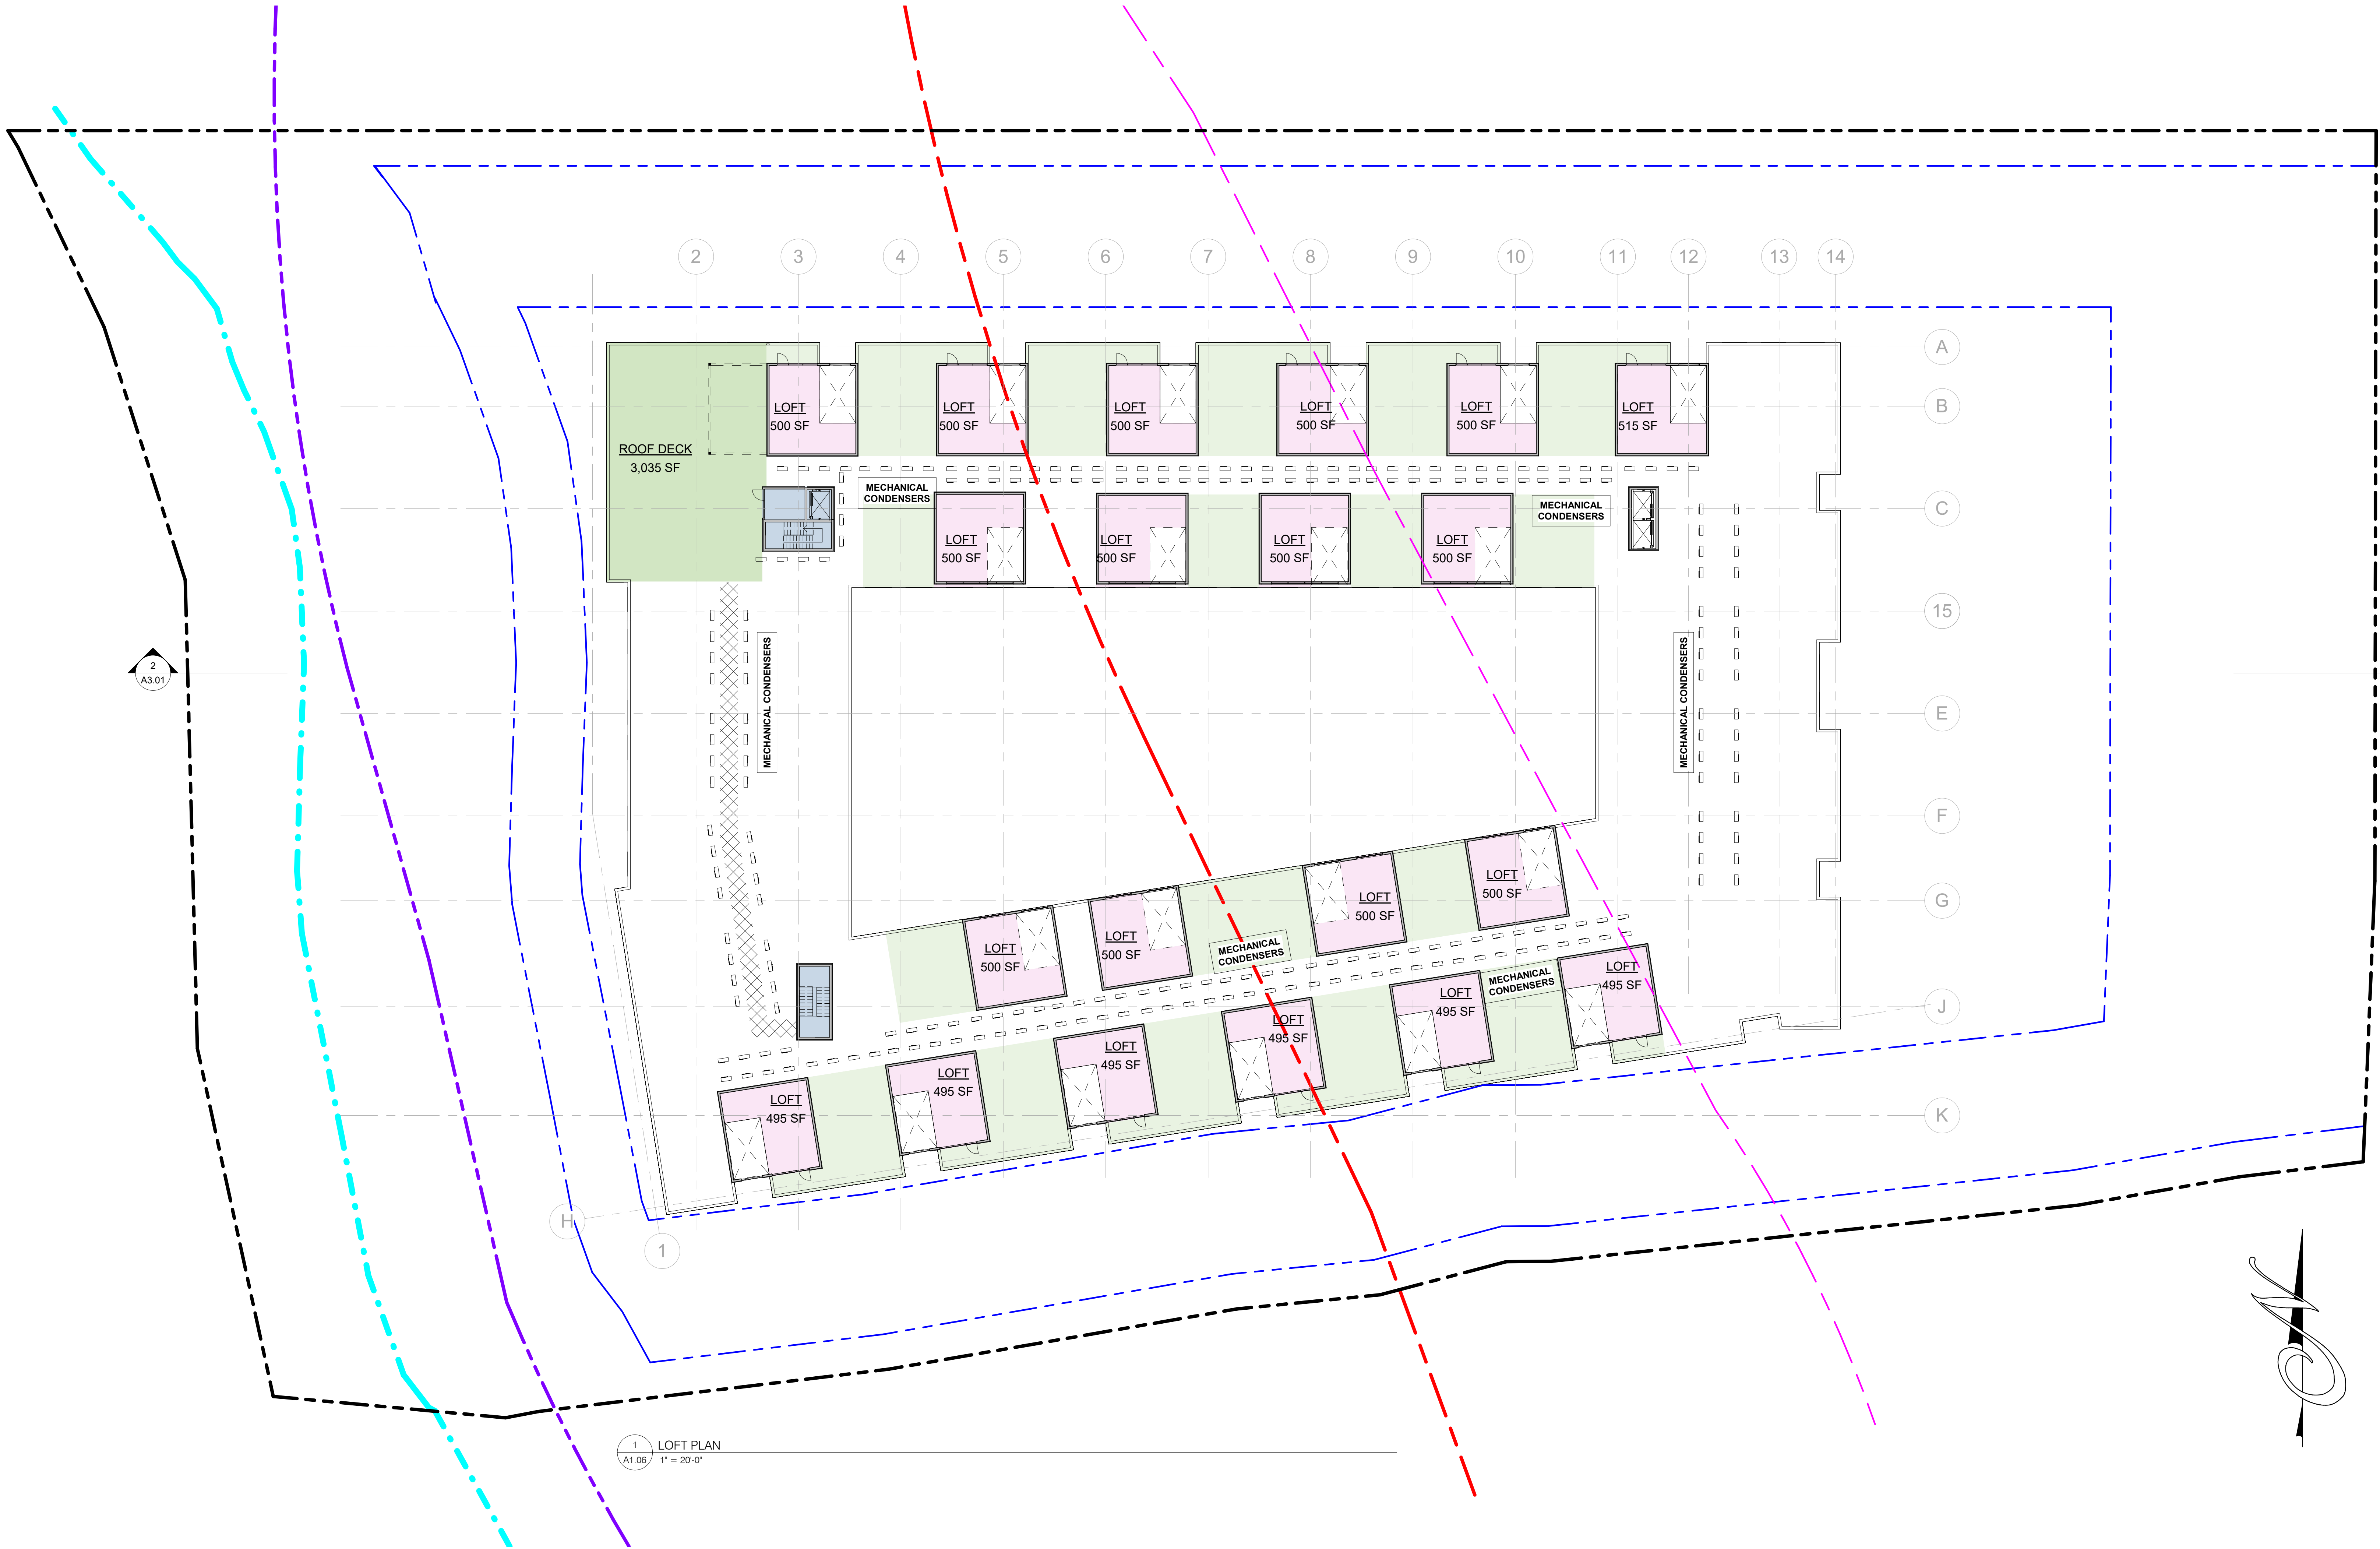 2 3 4 5 6 7 8 9 10 11 12 13 14
A
B
LOFT
500 SF
LOFT
500 SF
LOFT
500 SF
LOFT
500 SF
LOFT
500 SF
LOFT
515 SF
ROOF DECK
3,035 SF
MECHANICAL
CONDENSERS
MECHANICAL
CONDENSERS
C
LOFT
500 SF
LOFT
500 SF
LOFT
500 SF
LOFT
500 SF
15
2
A3.01
MECHANICAL CONDENSERS
MECHANICAL CONDENSERS
E
F
G
LOFT
500 SF
LOFT
500 SF
LOFT
500 SF
LOFT
500 SF
MECHANICAL
CONDENSERS
MECHANICAL
CONDENSERS
J
LOFT
495 SF
LOFT
495 SF
LOFT
495 SF
LOFT
495 SF
LOFT
495 SF
LOFT
495 SF
K
H
1
1
A1.06
LOFT PLAN
1" = 20'-0"